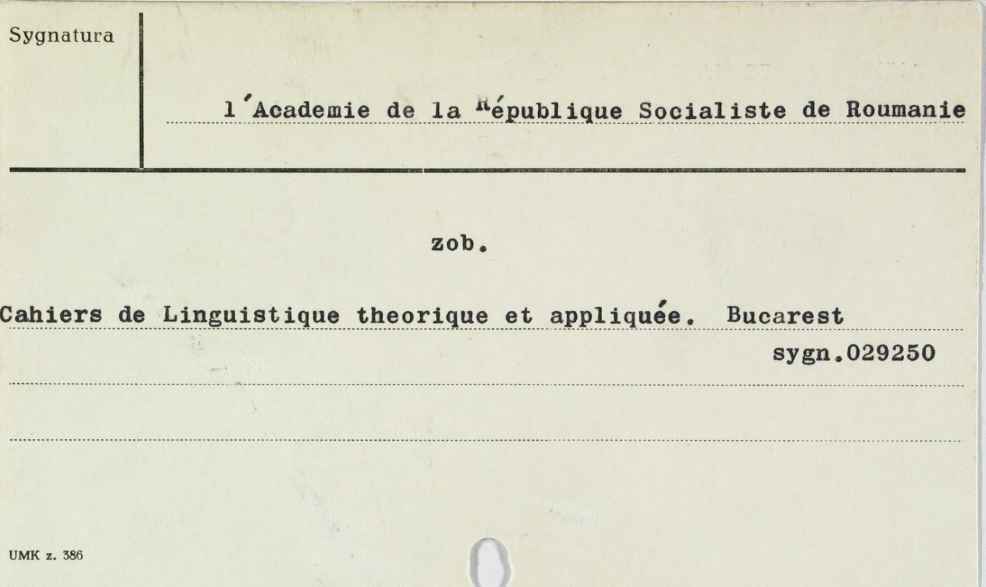 Sygnatura
l'Academie de la République Socialiste de Roumanie
zob.
Cahiers de Linguistique theorique et appliquée. Bucarest
sygn.029250
UMK z. 386